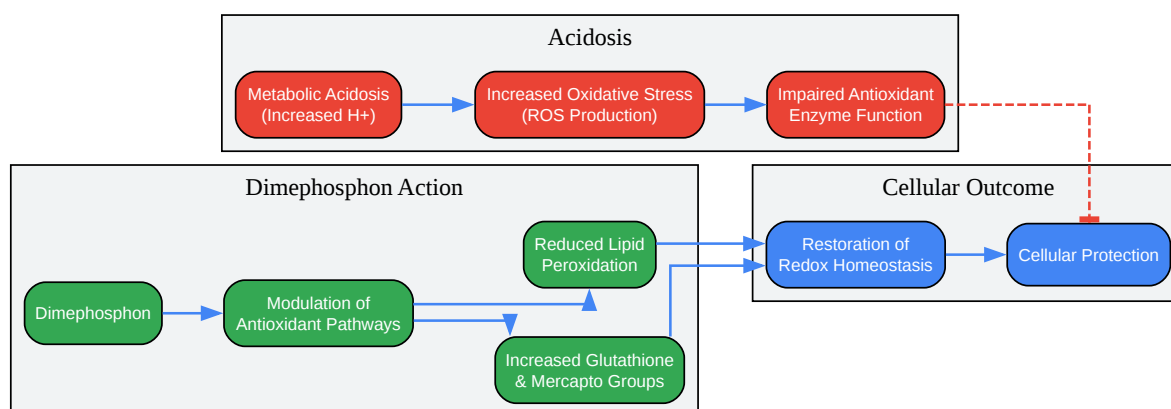 Acidosis
Metabolic Acidosis
(Increased H+)
Increased Oxidative Stress
(ROS Production)
Impaired Antioxidant
Enzyme Function
Dimephosphon Action
Dimephosphon
Modulation of
Antioxidant Pathways
Reduced Lipid
Peroxidation
Increased Glutathione
& Mercapto Groups
Cellular Outcome
Restoration of
Redox Homeostasis
Cellular Protection